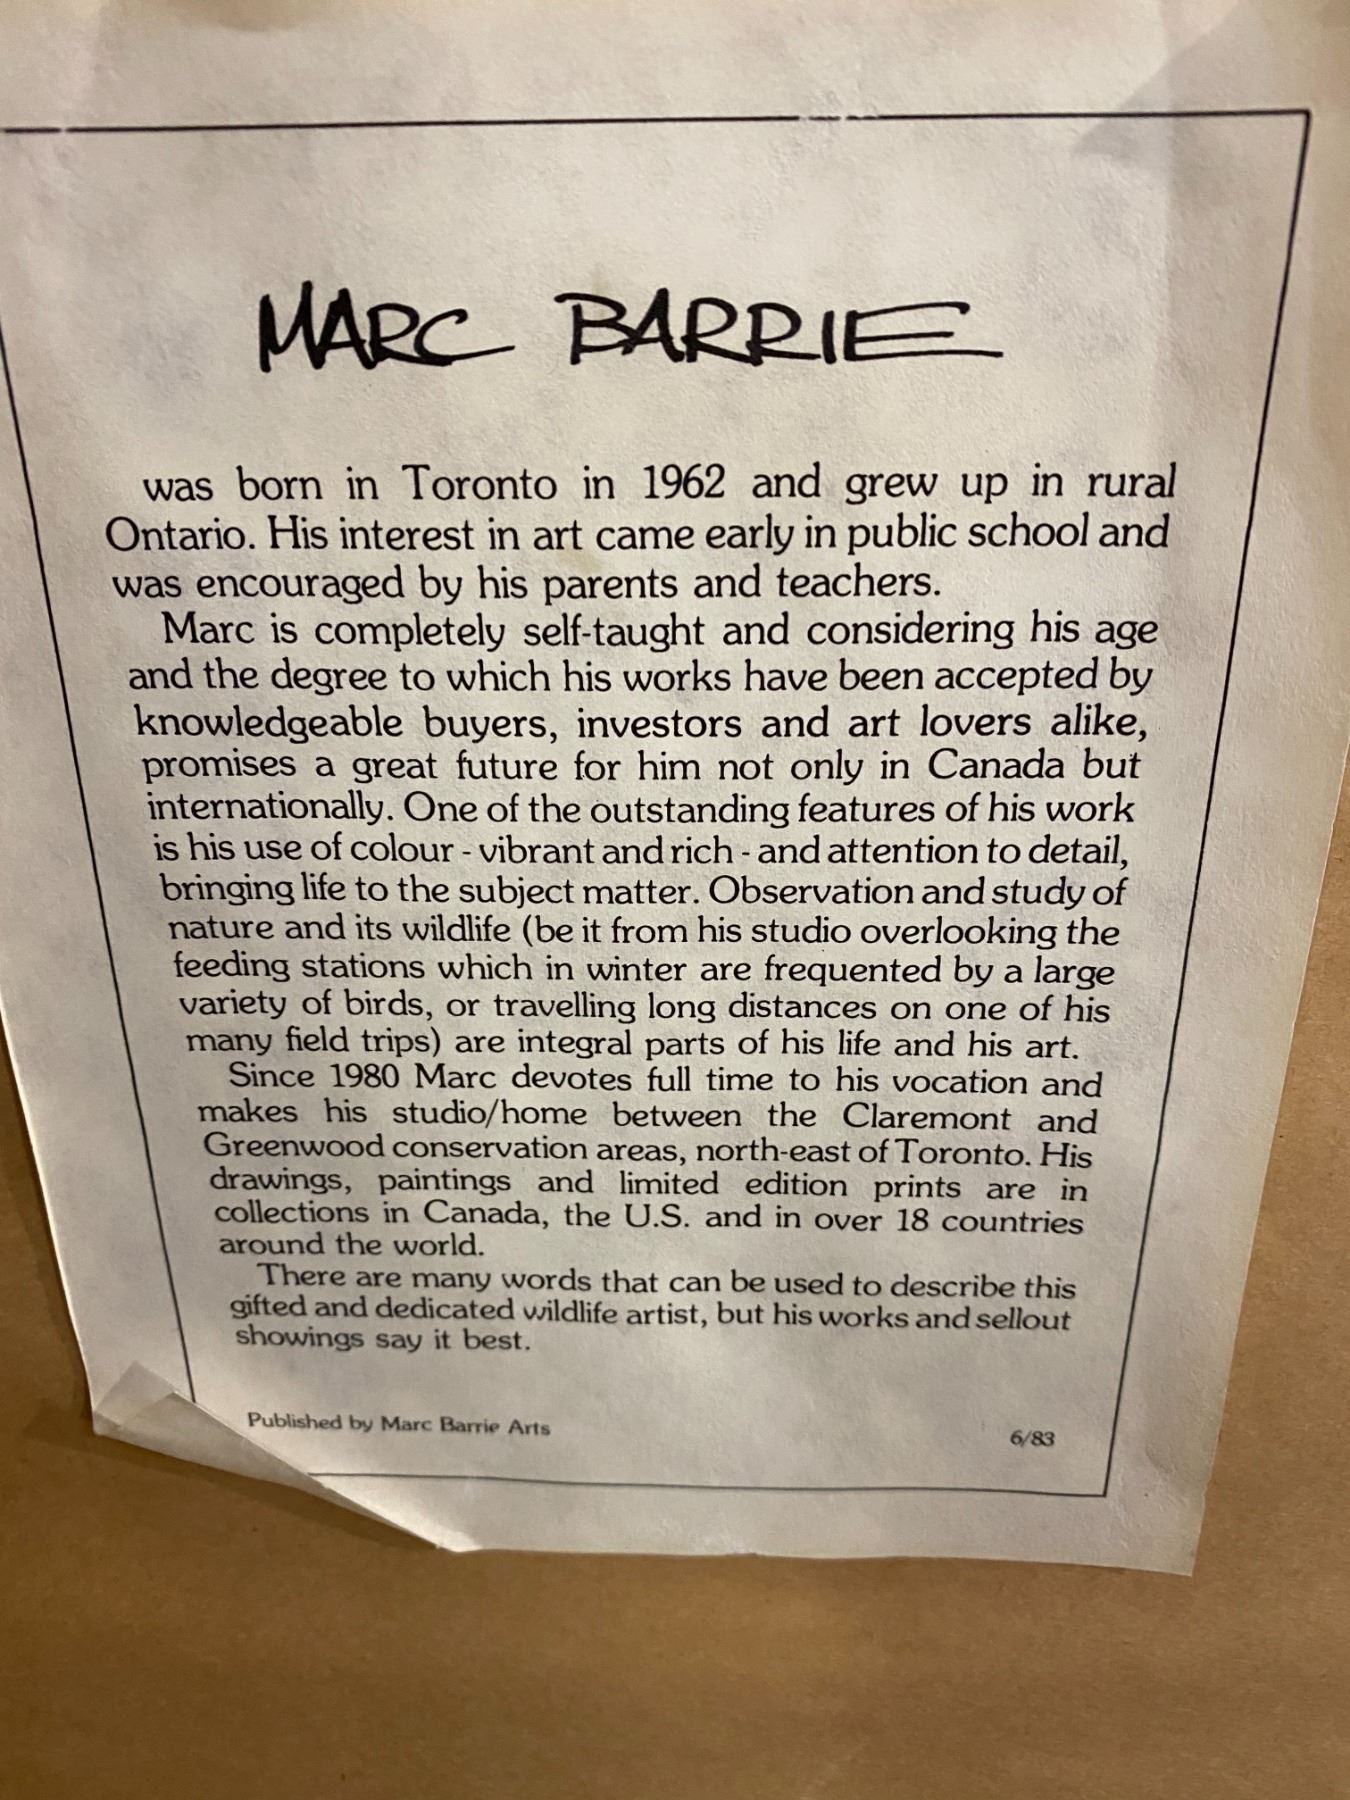 MARC BARRIE
was born in Toronto in 1962 and grew up in rural
Ontario. His interest in art came early in public school and
was encouraged by his parents and teachers.
Marc is completely self-taught and considering his age
and the degree to which his works have been accepted by
knowledgeable buyers, investors and art lovers alike,
promises a great future for him not only in Canada but
internationally. One of the outstanding features of his work
is his use of colour - vibrant and rich - and attention to detail,
bringing life to the subject matter. Observation and study of
nature and its wildlife (be it from his studio overlooking the
feeding stations which in winter are frequented by a large
variety of birds, or travelling long distances on one of his
many field trips) are integral parts of his life and his art.
Since 1980 Marc devotes full time to his vocation and
makes his studio/home between the Claremont and
Greenwood conservation areas, north-east of Toronto. His
drawings, paintings and limited edition prints are in
collections in Canada, the U.S. and in over 18 countries
around the world.
There are many words that can be used to describe this
gifted and dedicated wildlife artist, but his works and sellout
showings say it best.
Published by Marc Barrie Arts 6/83